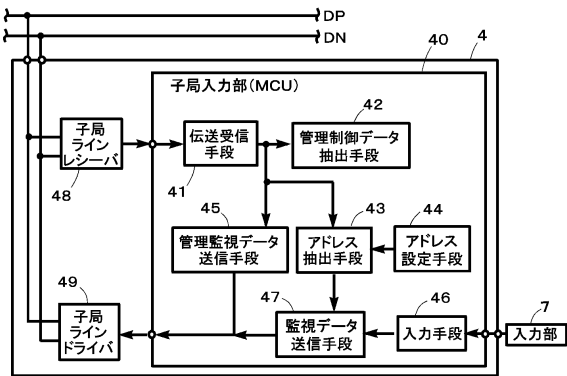 DP
DN
4
40
子局入力部(MCU)
子局
ライン
レシーバ
48
伝送受信
手段
41
42
管理制御データ
抽出手段
45
管理監視データ
送信手段
43
アドレス
抽出手段
44
アドレス
設定手段
49
子局
ライン
ドライバ
47
監視データ
送信手段
46
入力手段
7
入力部